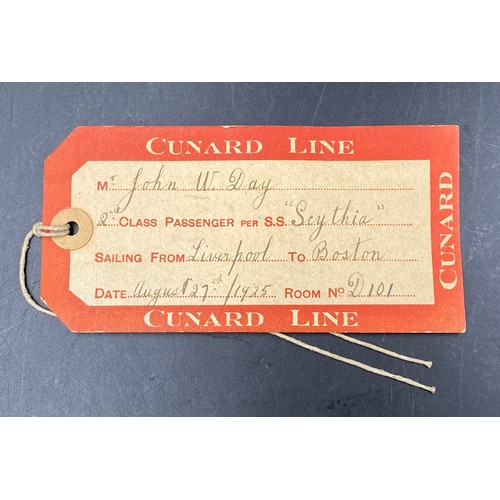 CUNARD LINE
Mr John W. Day
2nd CLASS PASSENGER PER S.S. "Scythia"
SAILING FROM Liverpool TO Boston
DATE August 27th/1925 ROOM No D 101
CUNARD LINE
CUNARD